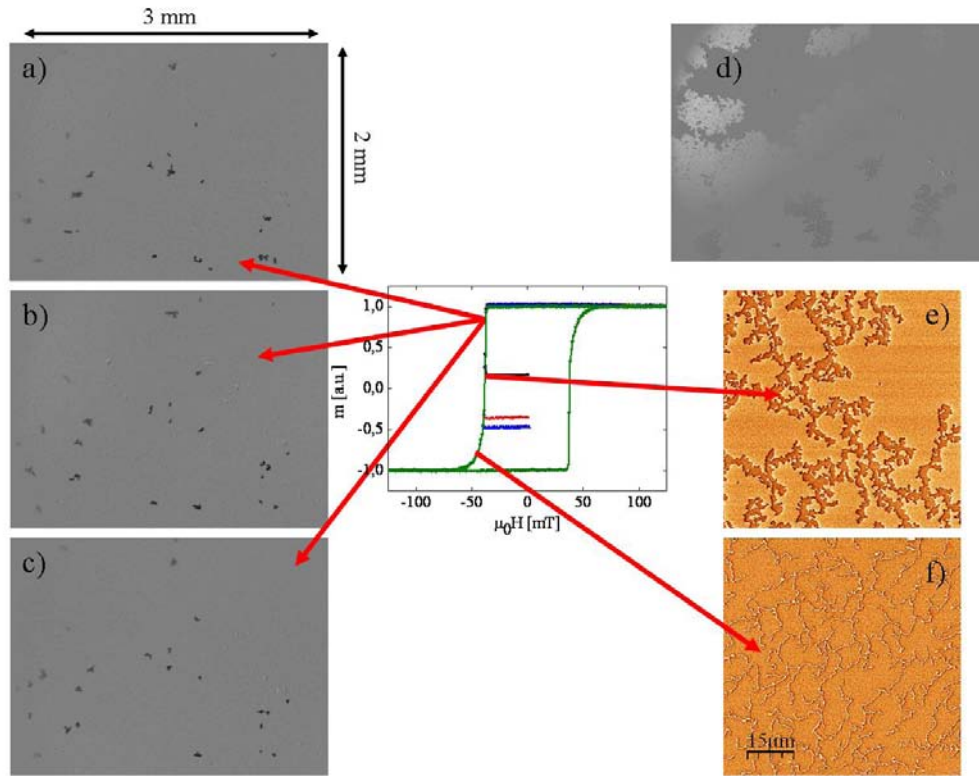 3 mm
a)
2 mm
b)
c)
d)
e)
f)
15μm
1,0
0,5
0,0
-0,5
-1,0
m [a.u.]
-100
-50
0
50
100
μ₀H [mT]